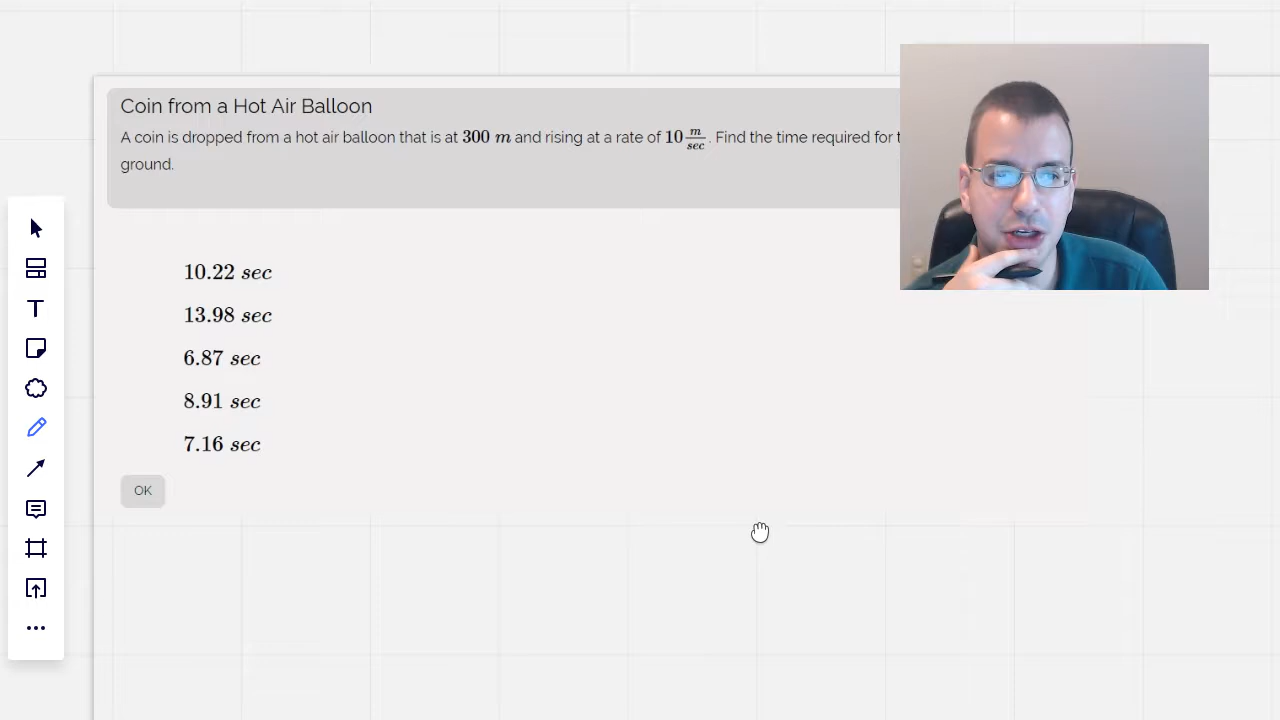 Coin from a Hot Air Balloon
A coin is dropped from a hot air balloon that is at 300 m and rising at a rate of 10 m/sec. Find the time required for
ground.
10.22 sec
13.98 sec
6.87 sec
8.91 sec
7.16 sec
OK
T